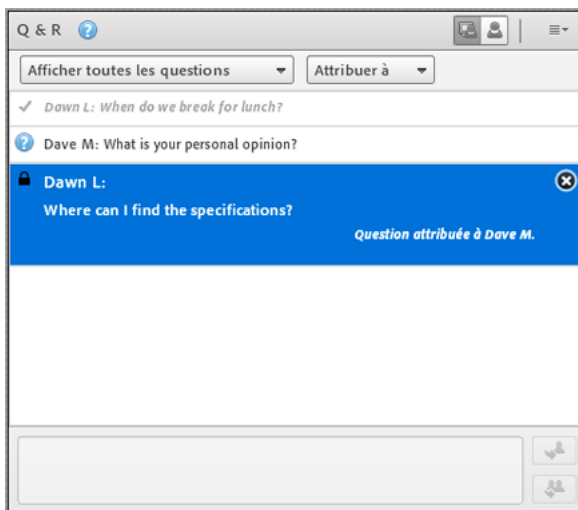 Q & R
Afficher toutes les questions
Attribuer à
Dawn L: When do we break for lunch?
Dave M: What is your personal opinion?
Dawn L:
Where can I find the specifications?
Question attribuée à Dave M.